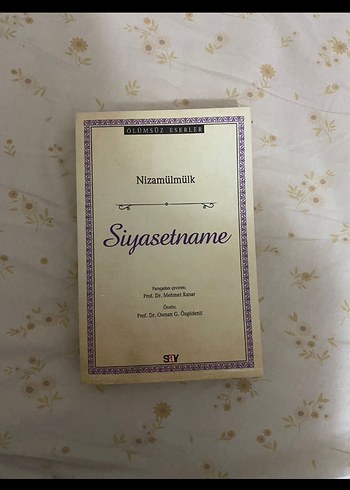 ÖLÜMSÜZ ESERLER
Nizamülmülk
Siyasetname
Farsçadan çeviren:
Prof. Dr. Mehmet Kanar
Önsöz:
Prof. Dr. Osman G. Özgüdenli
SAY